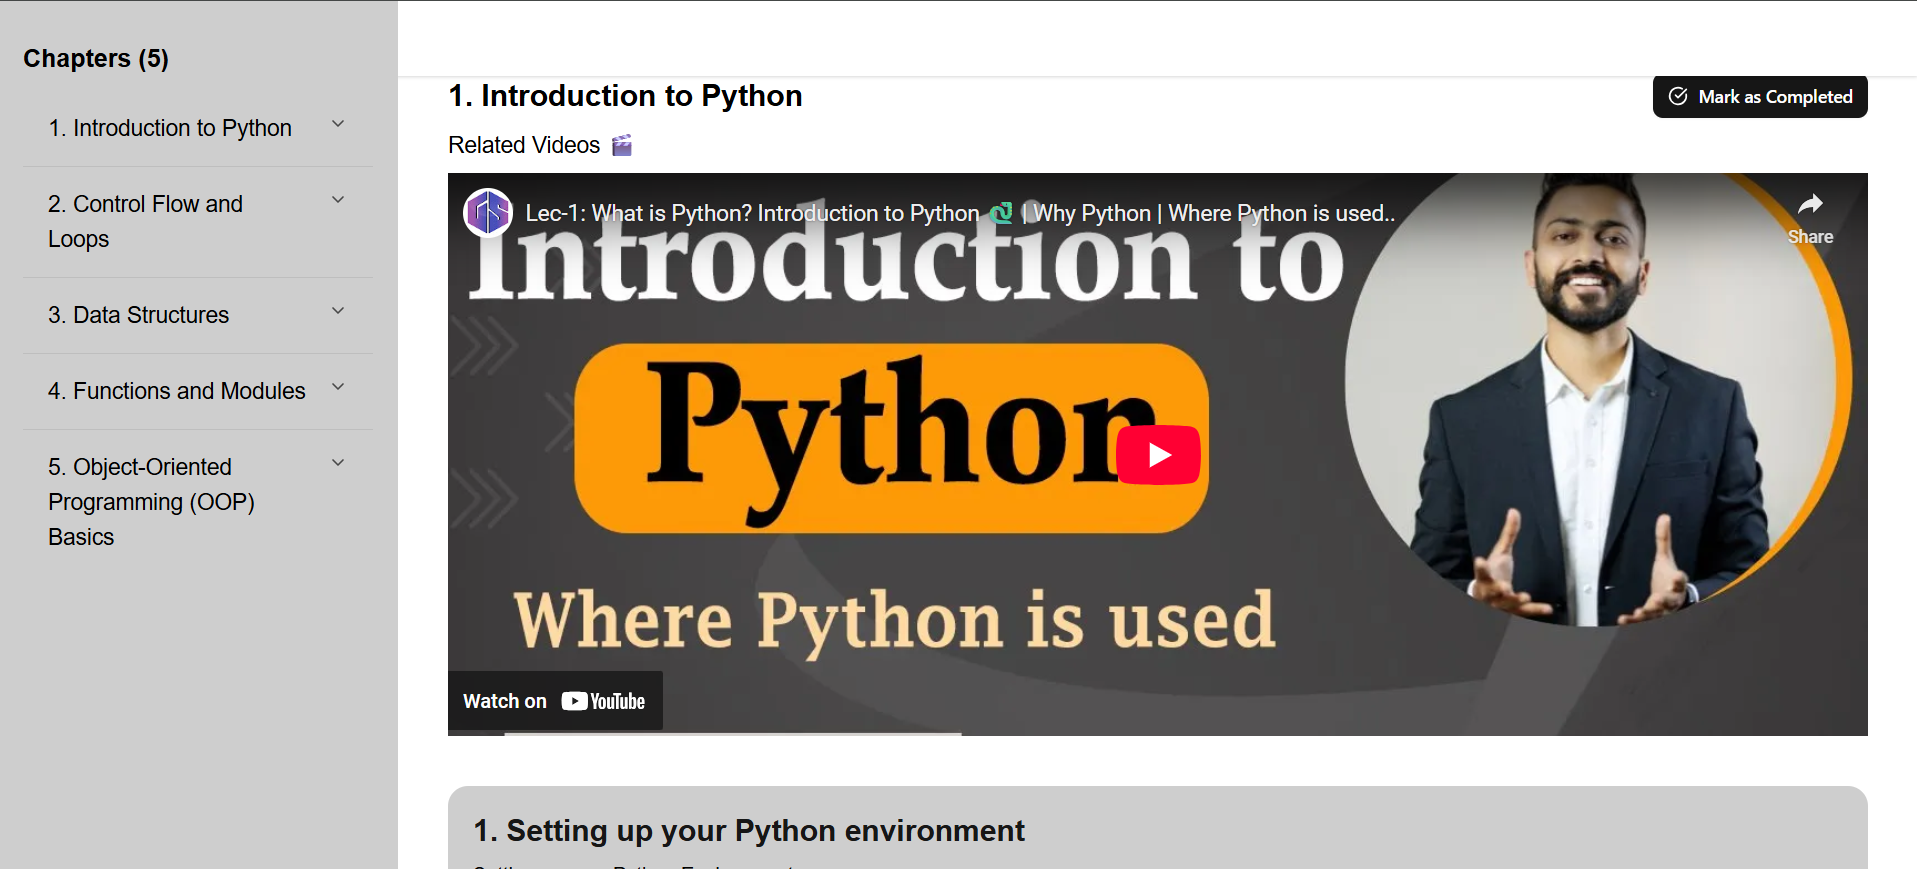 Chapters (5)
1. Introduction to Python
2. Control Flow and
Loops
3. Data Structures
4. Functions and Modules
5. Object-Oriented
Programming (OOP)
Basics
1. Introduction to Python
Mark as Completed
Related Videos
Lec-1: What is Python? Introduction to Python | Why Python | Where Python is used..
Share
Introduction to
Python
Where Python is used
Watch on YouTube
1. Setting up your Python environment